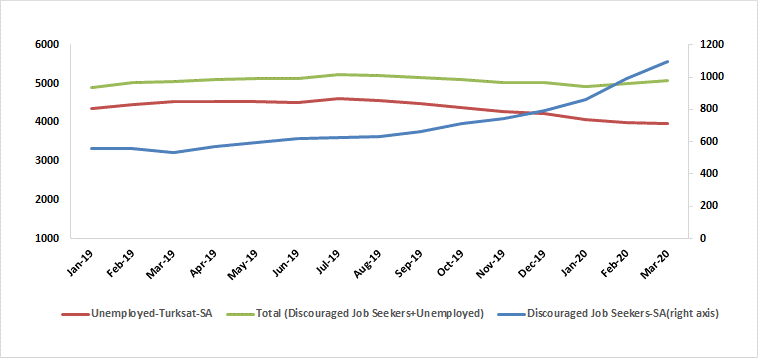 6000
5000
4000
3000
2000
1000
1200
1000
800
600
400
200
0
Jan-19
Feb-19
Mar-19
Apr-19
May-19
Jun-19
Jul-19
Aug-19
Sep-19
Oct-19
Nov-19
Dec-19
Jan-20
Feb-20
Mar-20
Unemployed-Turksat-SA
Total (Discouraged Job Seekers+Unemployed)
Discouraged Job Seekers-SA(right axis)